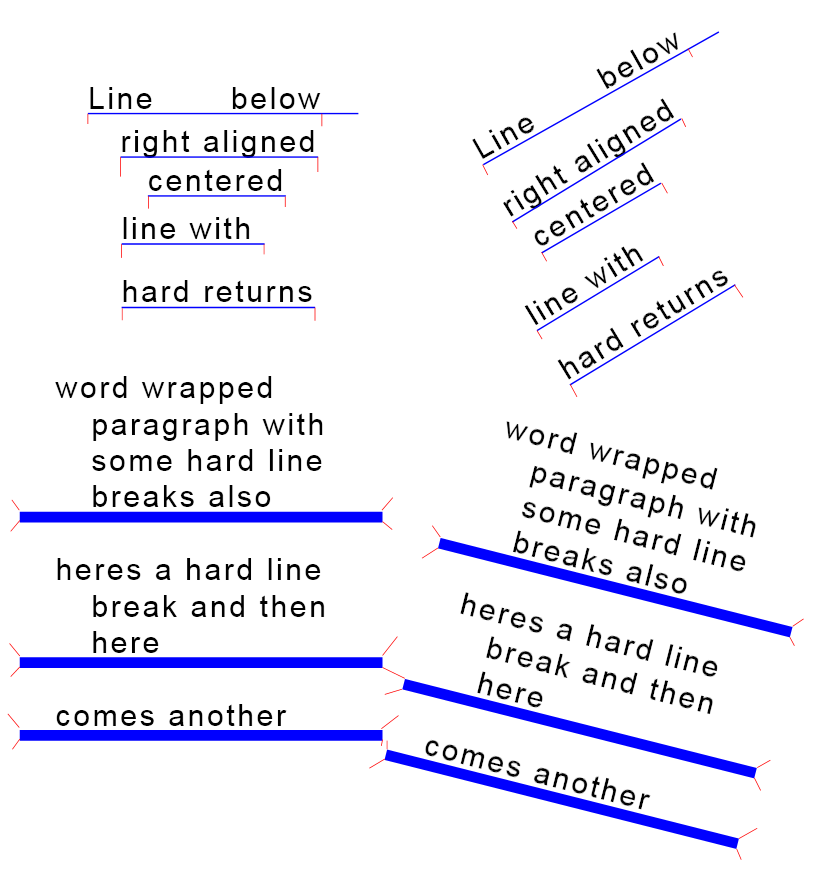 Line below
right aligned
centered
line with
hard returns
word wrapped
paragraph with
some hard line
breaks also
heres a hard line
break and then
here
comes another
Line below
right aligned
centered
line with
hard returns
word wrapped
paragraph with
some hard line
breaks also
heres a hard line
break and then
here
comes another